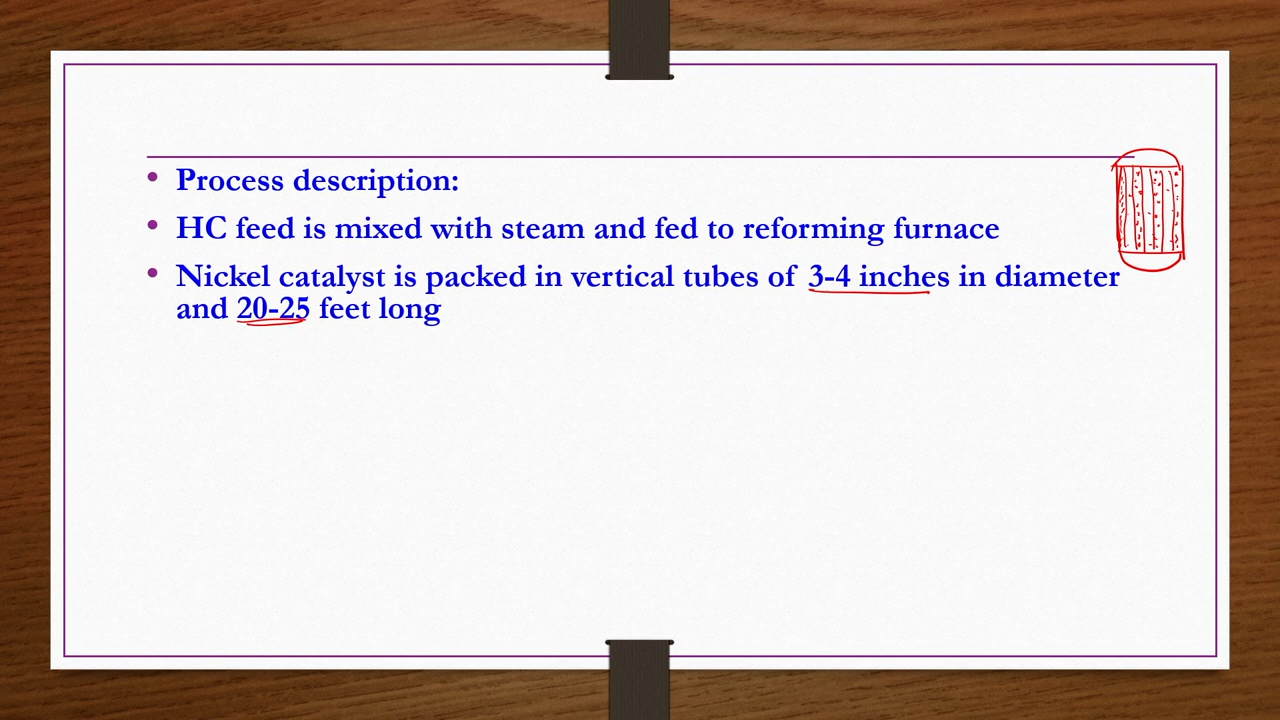 • Process description:
• HC feed is mixed with steam and fed to reforming furnace
• Nickel catalyst is packed in vertical tubes of 3-4 inches in diameter
and 20-25 feet long